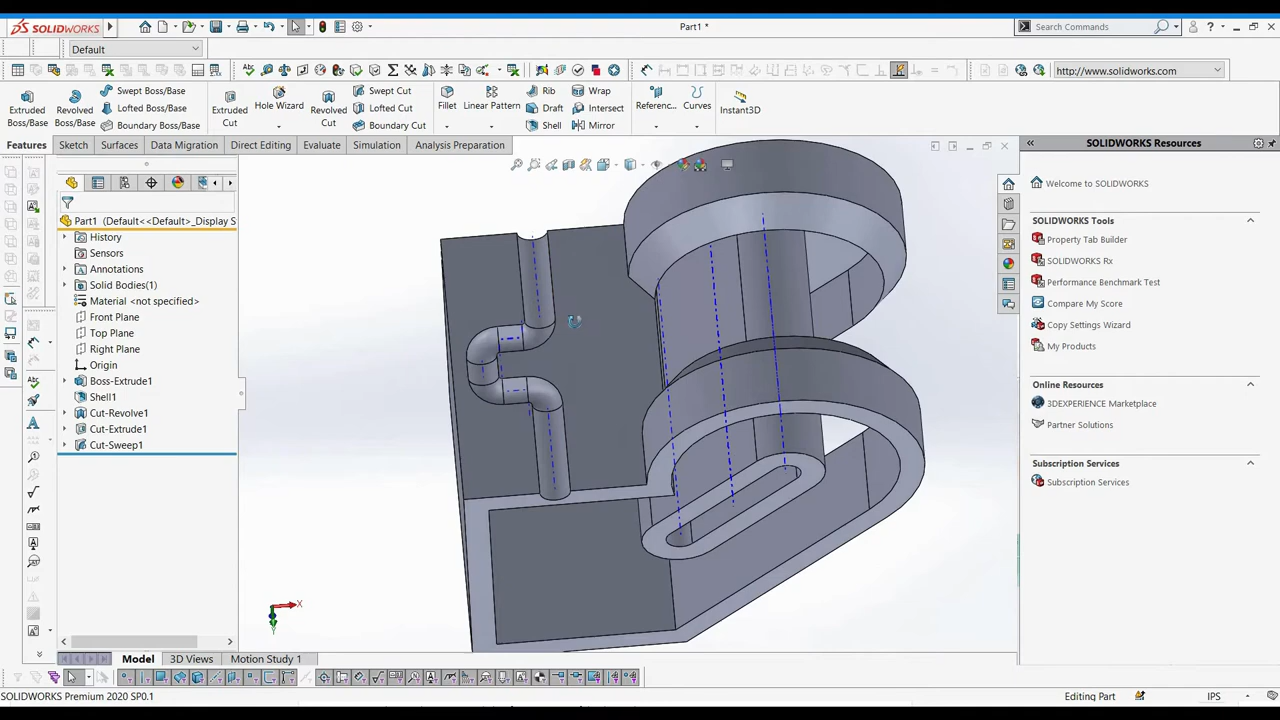 SOLIDWORKS
Part1 *
Search Commands
Default
http://www.solidworks.com
Extruded Boss/Base
Revolved Boss/Base
Swept Boss/Base
Lofted Boss/Base
Boundary Boss/Base
Extruded Cut
Hole Wizard
Revolved Cut
Swept Cut
Lofted Cut
Boundary Cut
Fillet
Linear Pattern
Rib
Draft
Shell
Wrap
Intersect
Mirror
Referenc...
Curves
Instant3D
Features
Sketch
Surfaces
Data Migration
Direct Editing
Evaluate
Simulation
Analysis Preparation
Part1 (Default<<Default>_Display S
History
Sensors
Annotations
Solid Bodies(1)
Material <not specified>
Front Plane
Top Plane
Right Plane
Origin
Boss-Extrude1
Shell1
Cut-Revolve1
Cut-Extrude1
Cut-Sweep1
X
SOLIDWORKS Resources
Welcome to SOLIDWORKS
SOLIDWORKS Tools
Property Tab Builder
SOLIDWORKS Rx
Performance Benchmark Test
Compare My Score
Copy Settings Wizard
My Products
Online Resources
3DEXPERIENCE Marketplace
Partner Solutions
Subscription Services
Subscription Services
Model
3D Views
Motion Study 1
SOLIDWORKS Premium 2020 SP0.1
Editing Part
IPS